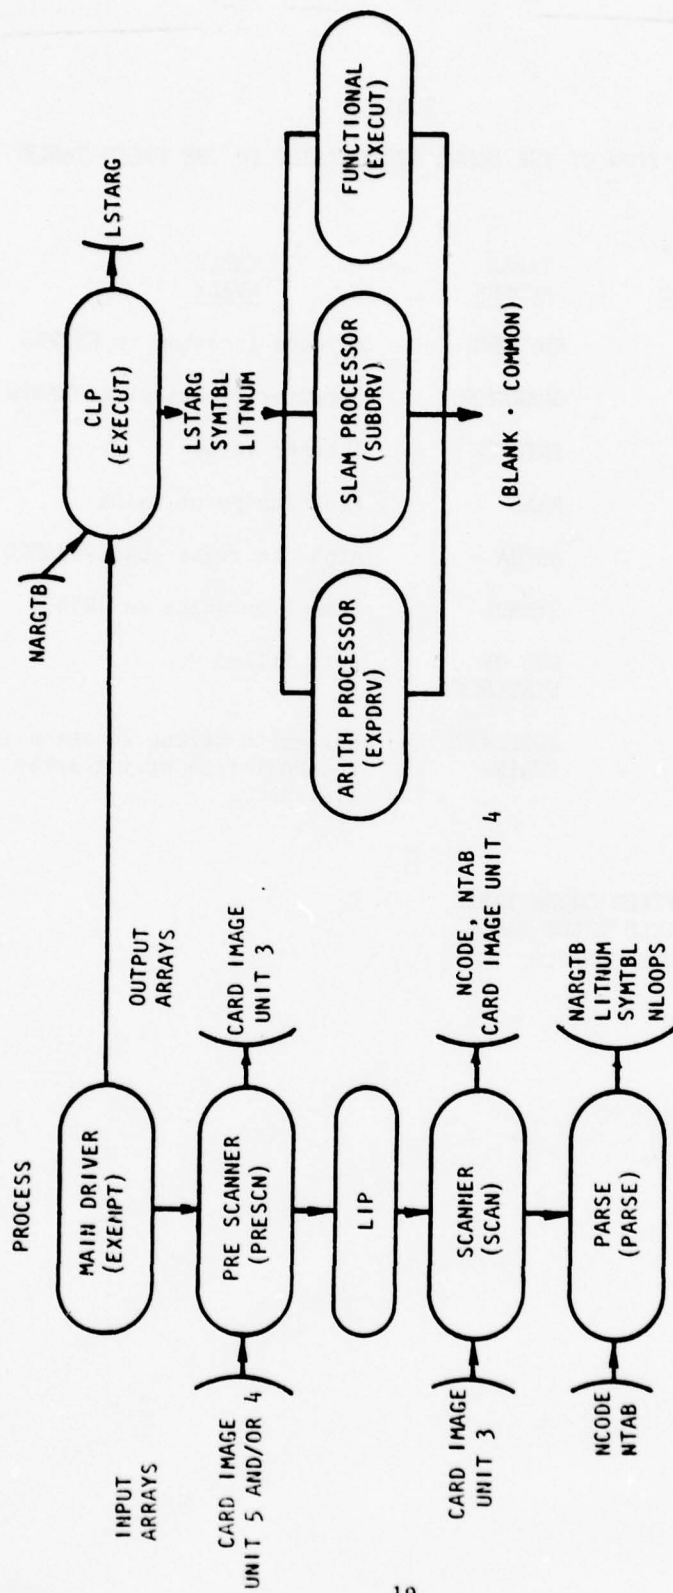 INPUT
ARRAYS
PROCESS
OUTPUT
ARRAYS
MAIN DRIVER
(EXEMPT)
CARD IMAGE
UNIT 5 AND/OR 4
PRE SCANNER
(PRESCN)
CARD IMAGE
UNIT 3
LIP
CARD IMAGE
UNIT 3
SCANNER
(SCAN)
NCODE, NTAB
CARD IMAGE UNIT 4
NCODE
NTAB
PARSE
(PARSE)
NARGTB
LITNUM
SYMTBL
NLOOPS
NARGTB
CLP
(EXECUT)
LSTARG
LSTARG
SYMTBL
LITNUM
ARITH PROCESSOR
(EXPDRV)
SLAM PROCESSOR
(SUBDRV)
FUNCTIONAL
(EXECUT)
(BLANK · COMMON)
19